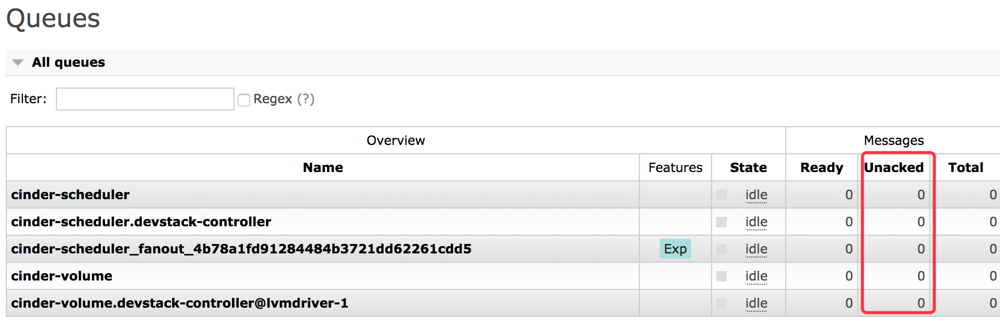 Queues
All queues
Filter: Regex (?)
Overview Messages
Name Features State Ready Unacked Total
cinder-scheduler idle 0 0 0
cinder-scheduler.devstack-controller idle 0 0 0
cinder-scheduler_fanout_4b78a1fd91284484b3721dd62261cdd5 Exp idle 0 0 0
cinder-volume idle 0 0 0
cinder-volume.devstack-controller@lvmdriver-1 idle 0 0 0